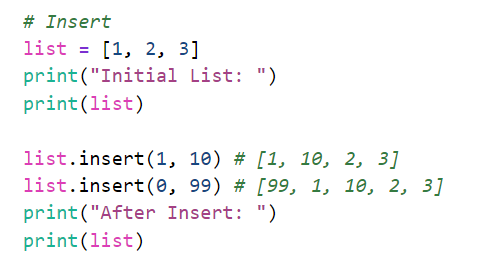 # Insert
list = [1, 2, 3]
print("Initial List: ")
print(list)
list.insert(1, 10) # [1, 10, 2, 3]
list.insert(0, 99) # [99, 1, 10, 2, 3]
print("After Insert: ")
print(list)